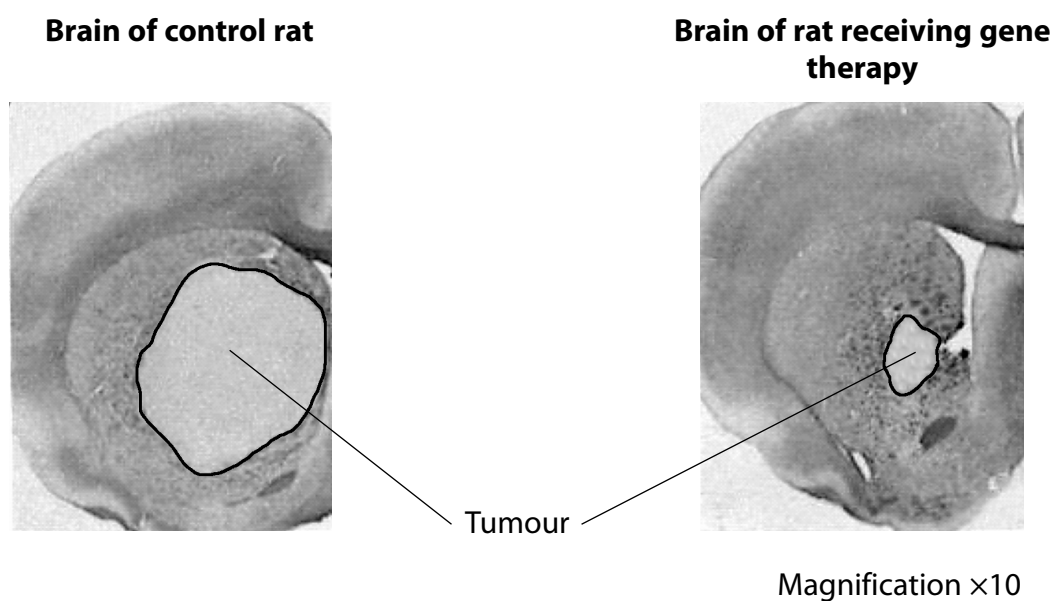 Brain of control rat
Brain of rat receiving gene
therapy
Tumour
Magnification ×10